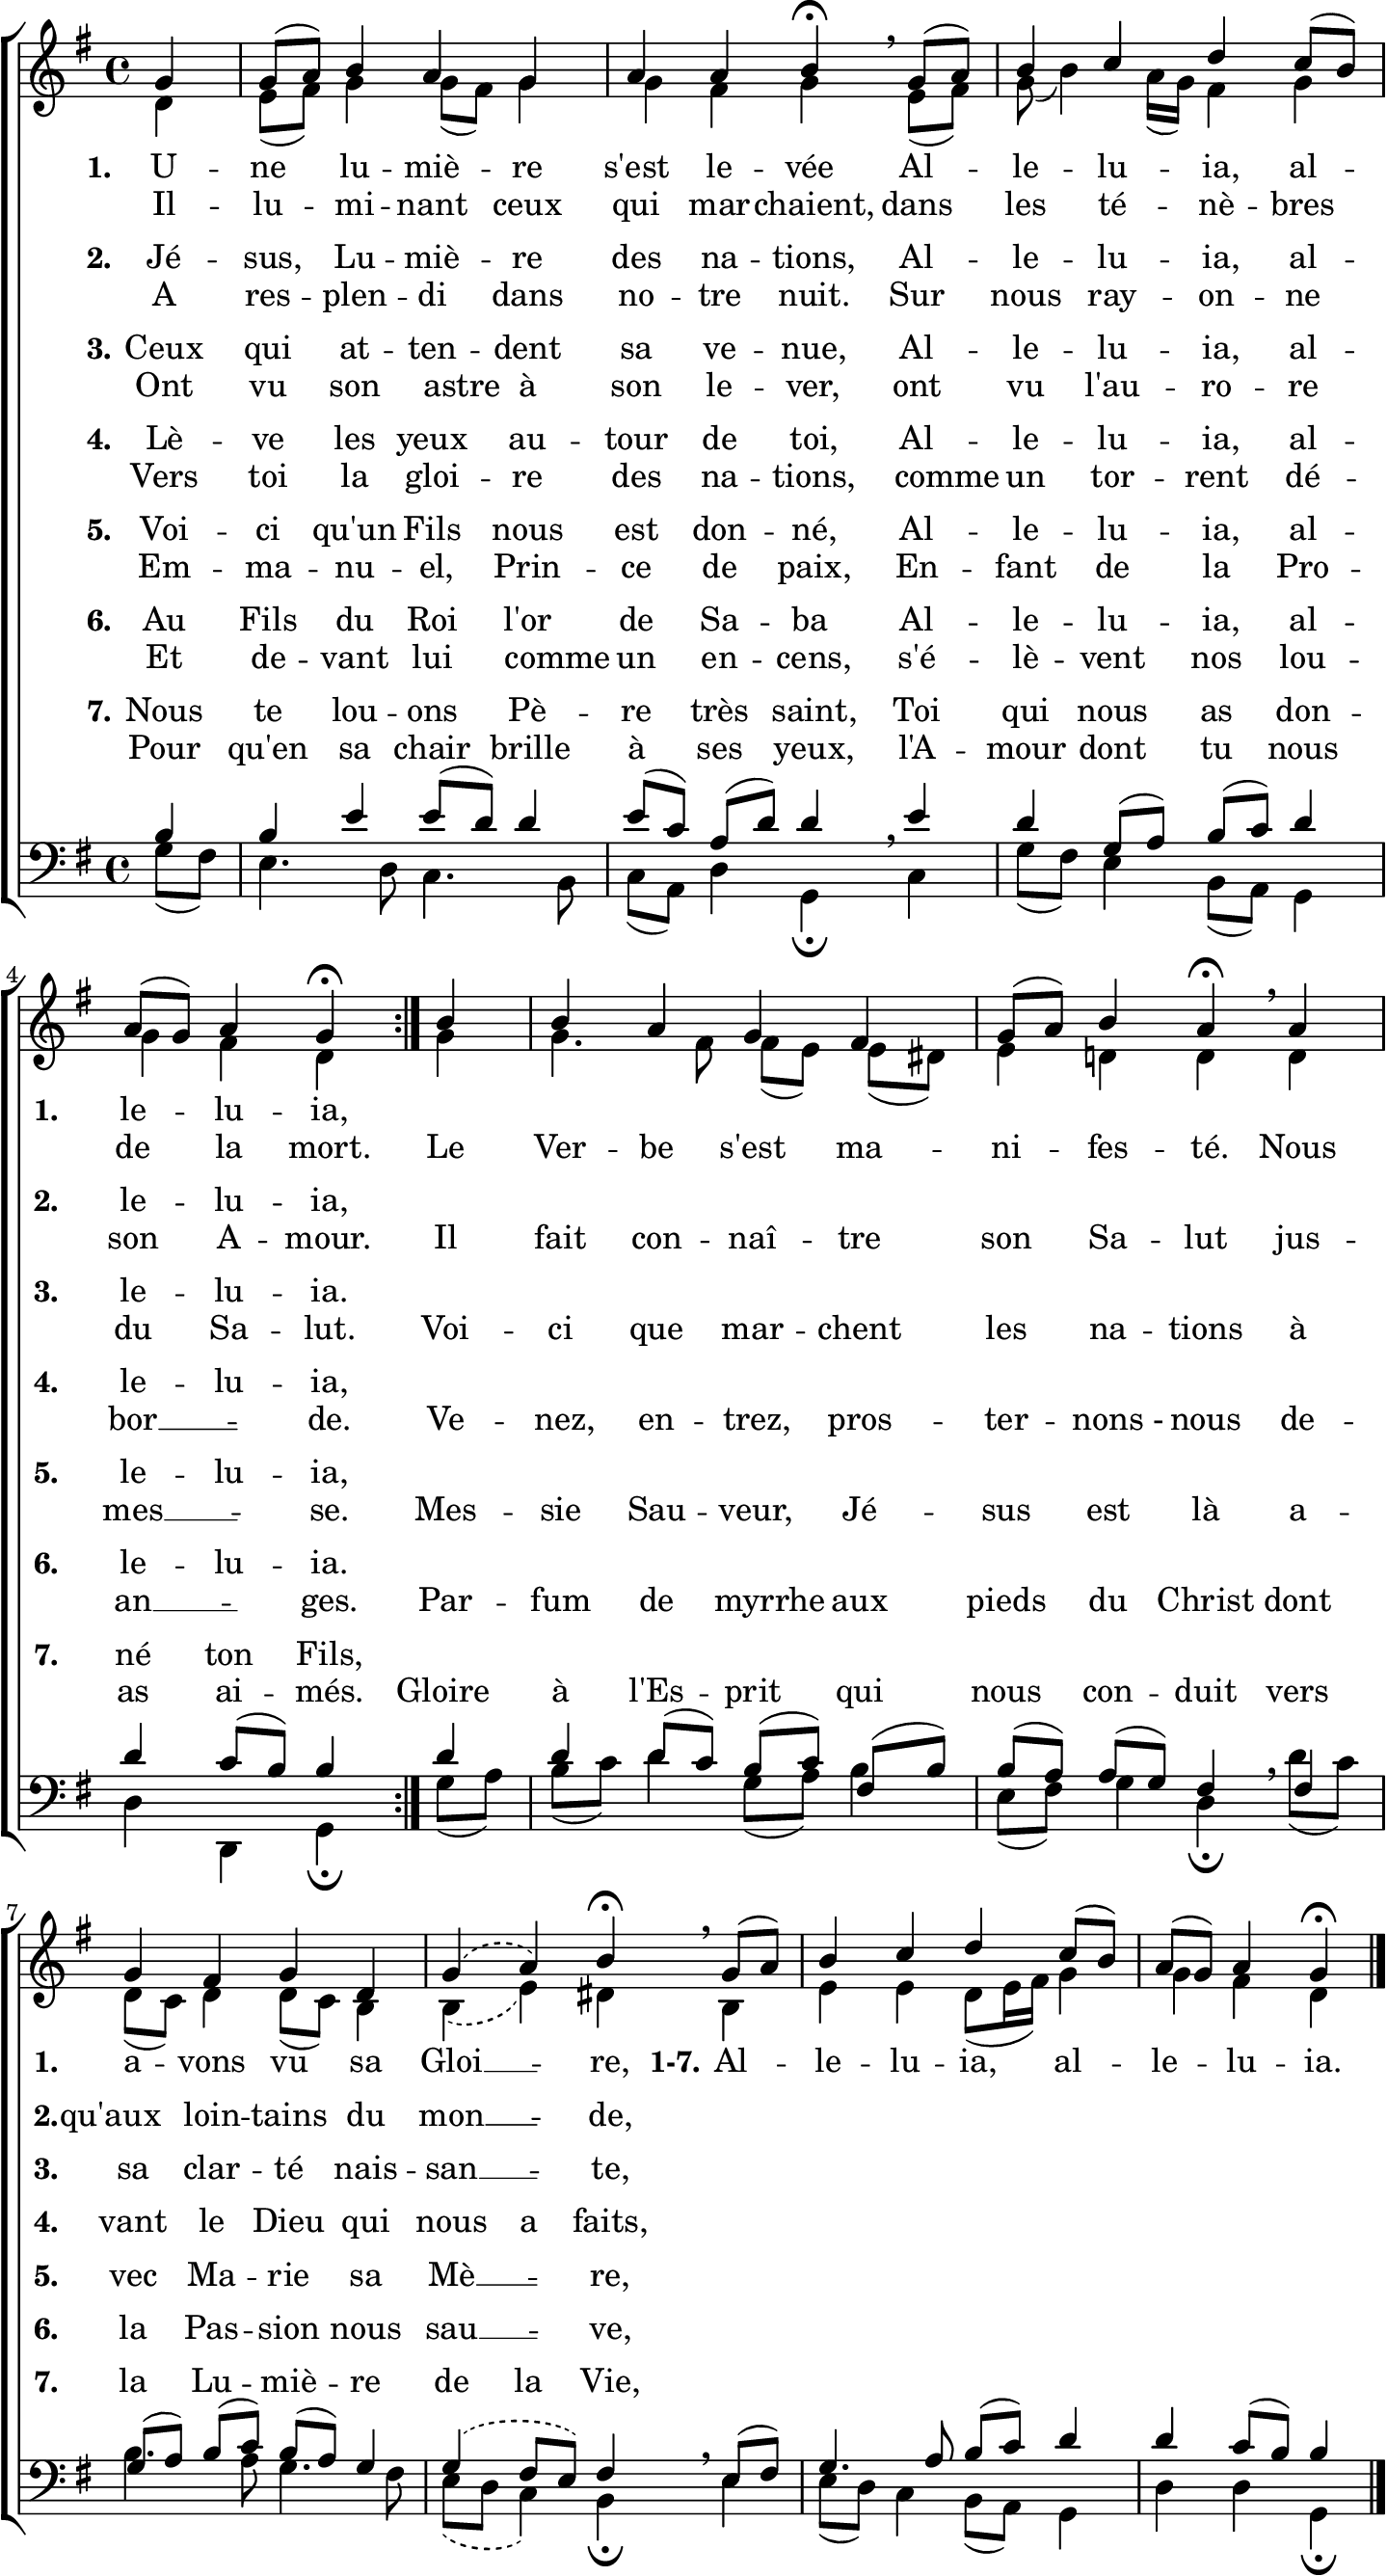 1. U -- ne lu -- miè -- re s'est le -- vée Al -- le -- lu -- ia, al --
Il -- lu -- mi -- nant ceux qui mar -- chaient, dans les té -- nè -- bres
2. Jé -- sus, Lu -- miè -- re des na -- tions, Al -- le -- lu -- ia, al --
A res -- plen -- di dans no -- tre nuit. Sur nous ray -- on -- ne
3. Ceux qui at -- ten -- dent sa ve -- nue, Al -- le -- lu -- ia, al --
Ont vu son astre à son le -- ver, ont vu l'au -- ro -- re
4. Lè -- ve les yeux au -- tour de toi, Al -- le -- lu -- ia, al --
Vers toi la gloi -- re des na -- tions, comme un tor -- rent dé --
5. Voi -- ci qu'un Fils nous est don -- né, Al -- le -- lu -- ia, al --
Em -- ma -- nu -- el, Prin -- ce de paix, En -- fant de la Pro --
6. Au Fils du Roi l'or de Sa -- ba Al -- le -- lu -- ia, al --
Et de -- vant lui comme un en -- cens, s'é -- lè -- vent nos lou --
7. Nous te lou -- ons Pè -- re très saint, Toi qui nous as don --
Pour qu'en sa chair brille à ses yeux, l'A -- mour dont tu nous
4
1. le -- lu -- ia,
de la mort. Le Ver -- be s'est ma -- ni -- fes -- té. Nous
2. le -- lu -- ia,
son A -- mour. Il fait con -- naî -- tre son Sa -- lut jus --
3. le -- lu -- ia.
du Sa -- lut. Voi -- ci que mar -- chent les na -- tions à
4. le -- lu -- ia,
bor __ -- de. Ve -- nez, en -- trez, pros -- ter -- nons - nous de --
5. le -- lu -- ia,
mes __ -- se. Mes -- sie Sau -- veur, Jé -- sus est là a --
6. le -- lu -- ia.
an __ -- ges. Par -- fum de myrrhe aux pieds du Christ dont
7. né ton Fils,
as ai -- més. Gloire à l'Es -- prit qui nous con -- duit vers
7
1. a -- vons vu sa Gloi __ -- re, 1-7. Al -- le -- lu -- ia, al -- le -- lu -- ia.
2. qu'aux loin -- tains du mon __ -- de,
3. sa clar -- té nais -- san __ -- te,
4. vant le Dieu qui nous a faits,
5. vec Ma -- rie sa Mè __ -- re,
6. la Pas -- sion nous sau __ -- ve,
7. la Lu -- miè -- re de la Vie,